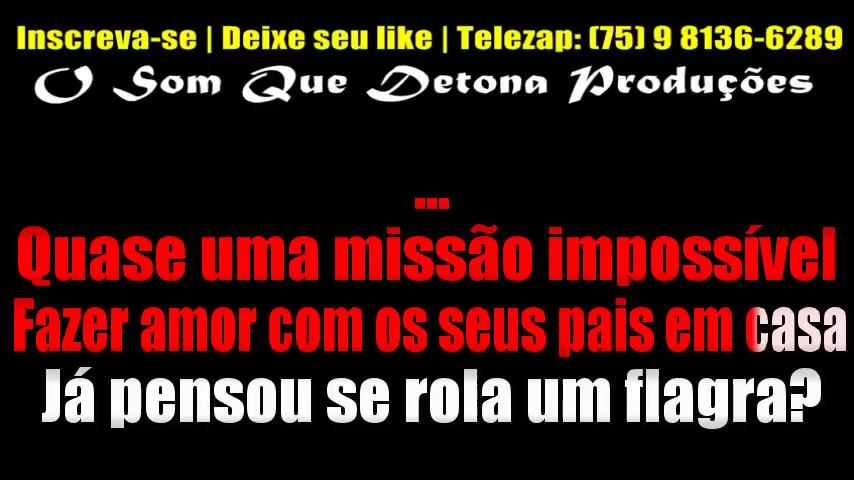 Inscreva-se | Deixe seu like | Telezap: (75) 9 8136-6289
O Som Que Detona Produções
...
Quase uma missão impossível
Fazer amor com os seus pais em casa
Já pensou se rola um flagra?